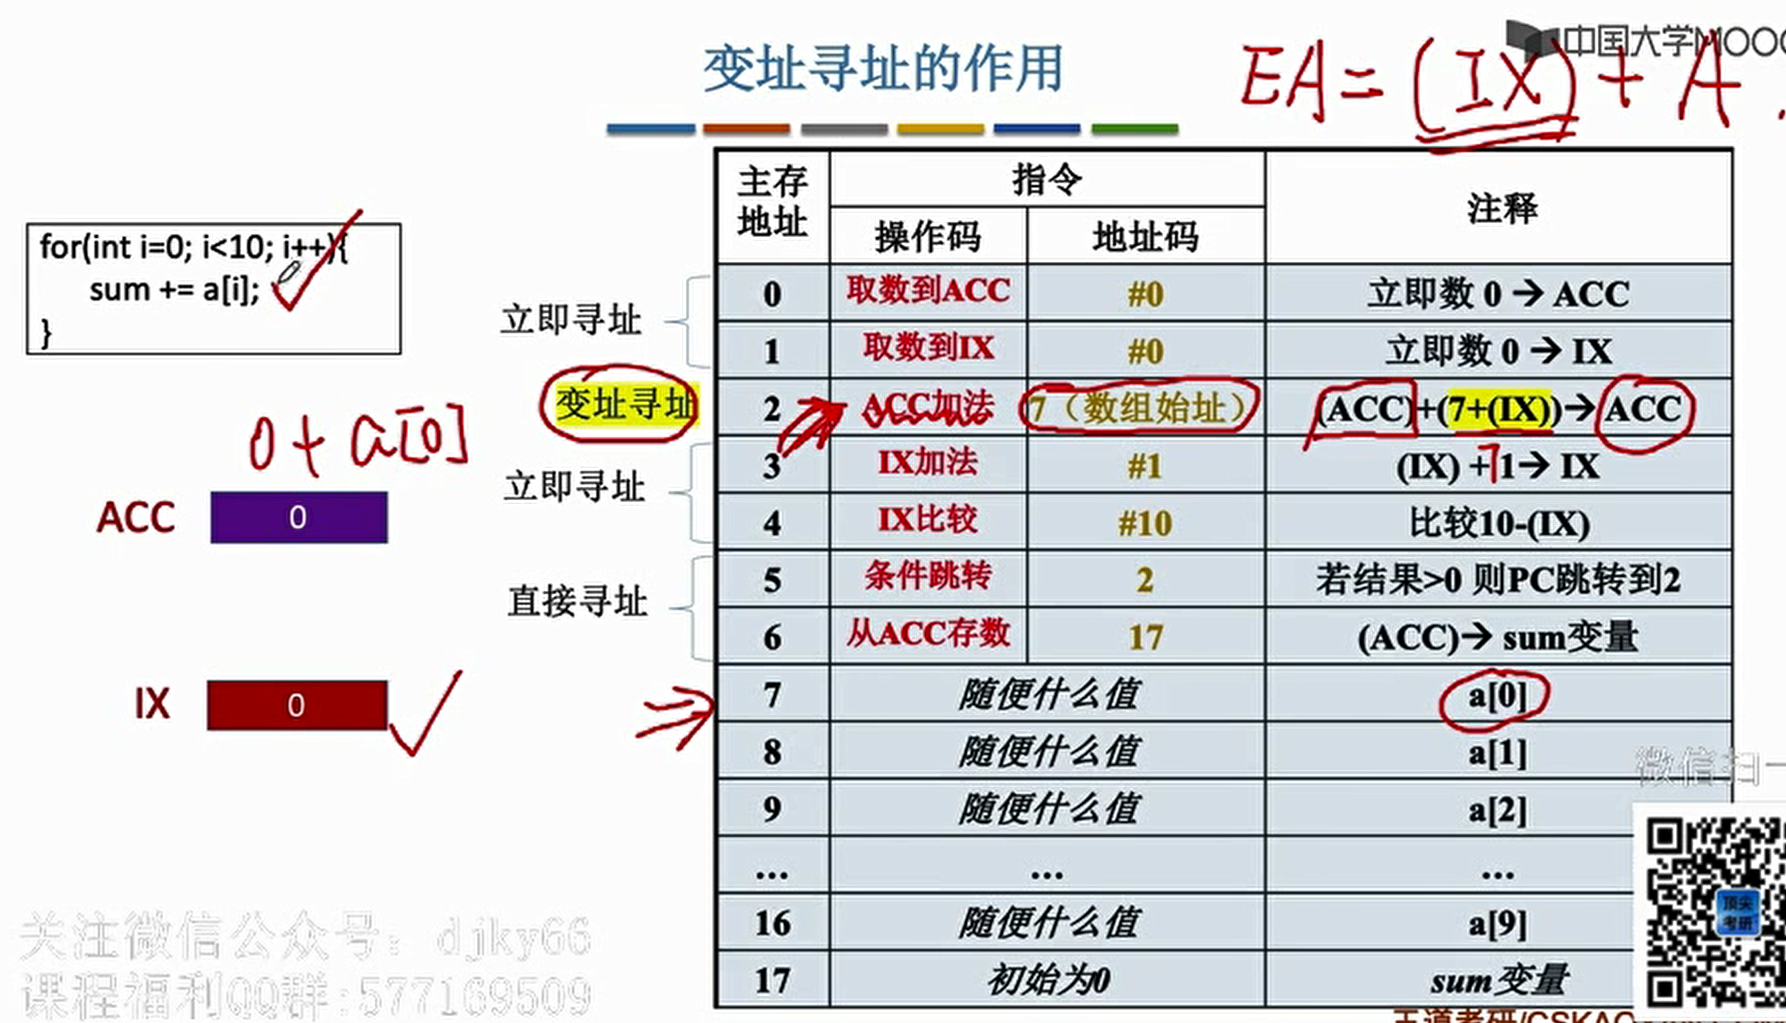 中国大学MOOC
变址寻址的作用
EA = (IX) + A
for(int i=0; i<10; i++){
sum += a[i];
}
0 + a[0]
ACC 0
IX 0
立即寻址
变址寻址
立即寻址
直接寻址
主存地址 指令 注释
操作码 地址码
0 取数到ACC #0 立即数 0 → ACC
1 取数到IX #0 立即数 0 → IX
2 ACC加法 7（数组始址） (ACC)+(7+(IX))→ACC
3 IX加法 #1 (IX) + 1→ IX
7
4 IX比较 #10 比较10-(IX)
5 条件跳转 2 若结果>0 则PC跳转到2
6 从ACC存数 17 (ACC)→ sum变量
7 随便什么值 a[0]
8 随便什么值 a[1]
9 随便什么值 a[2]
... ... ...
16 随便什么值 a[9]
17 初始为0 sum变量
微信扫一
顶尖
考研
关注微信公众号：djky66
课程福利QQ群:577169509